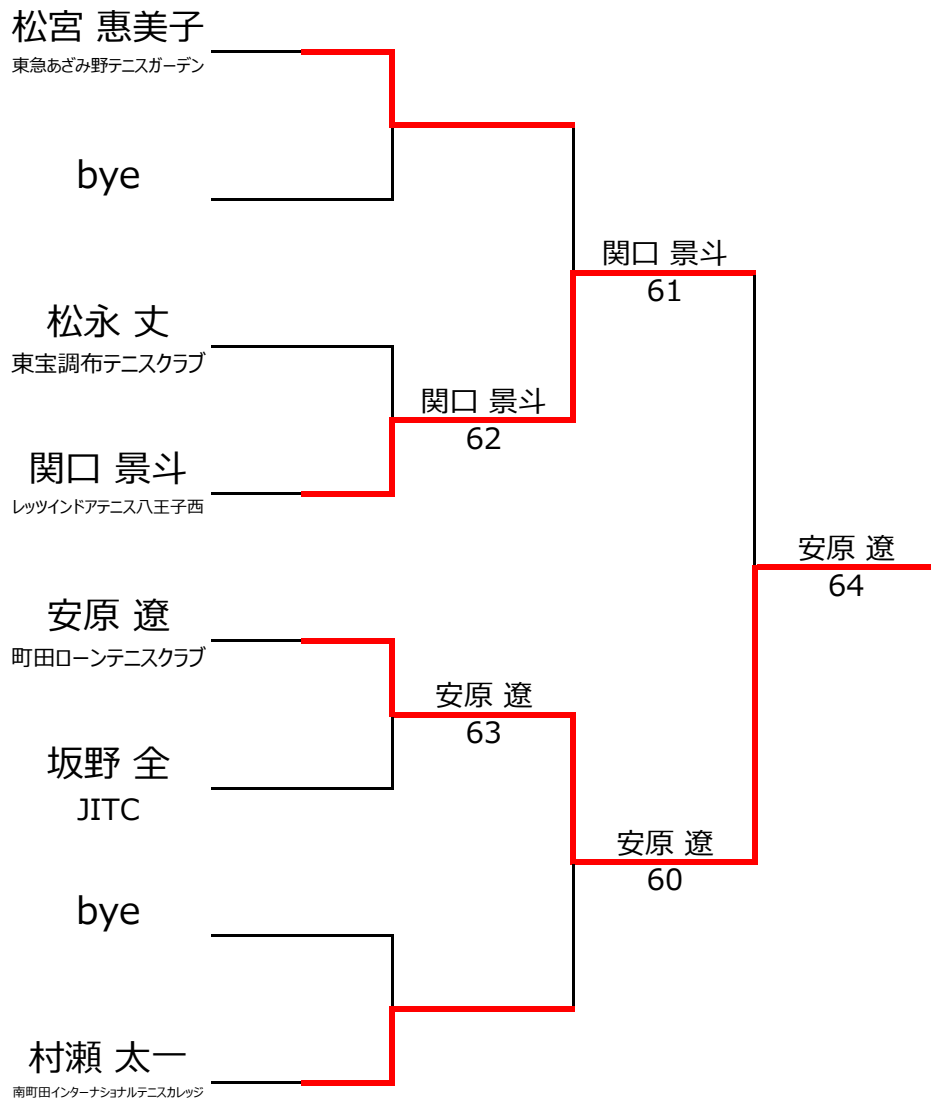 松宮 惠美子
東急あざみ野テニスガーデン
bye
松永 丈
東宝調布テニスクラブ
関口 景斗
レッツインドアテニス八王子西
安原 遼
町田ローンテニスクラブ
坂野 全
JITC
bye
村瀬 太一
南町田インターナショナルテニスカレッジ
関口 景斗
62
安原 遼
63
関口 景斗
61
安原 遼
60
安原 遼
64